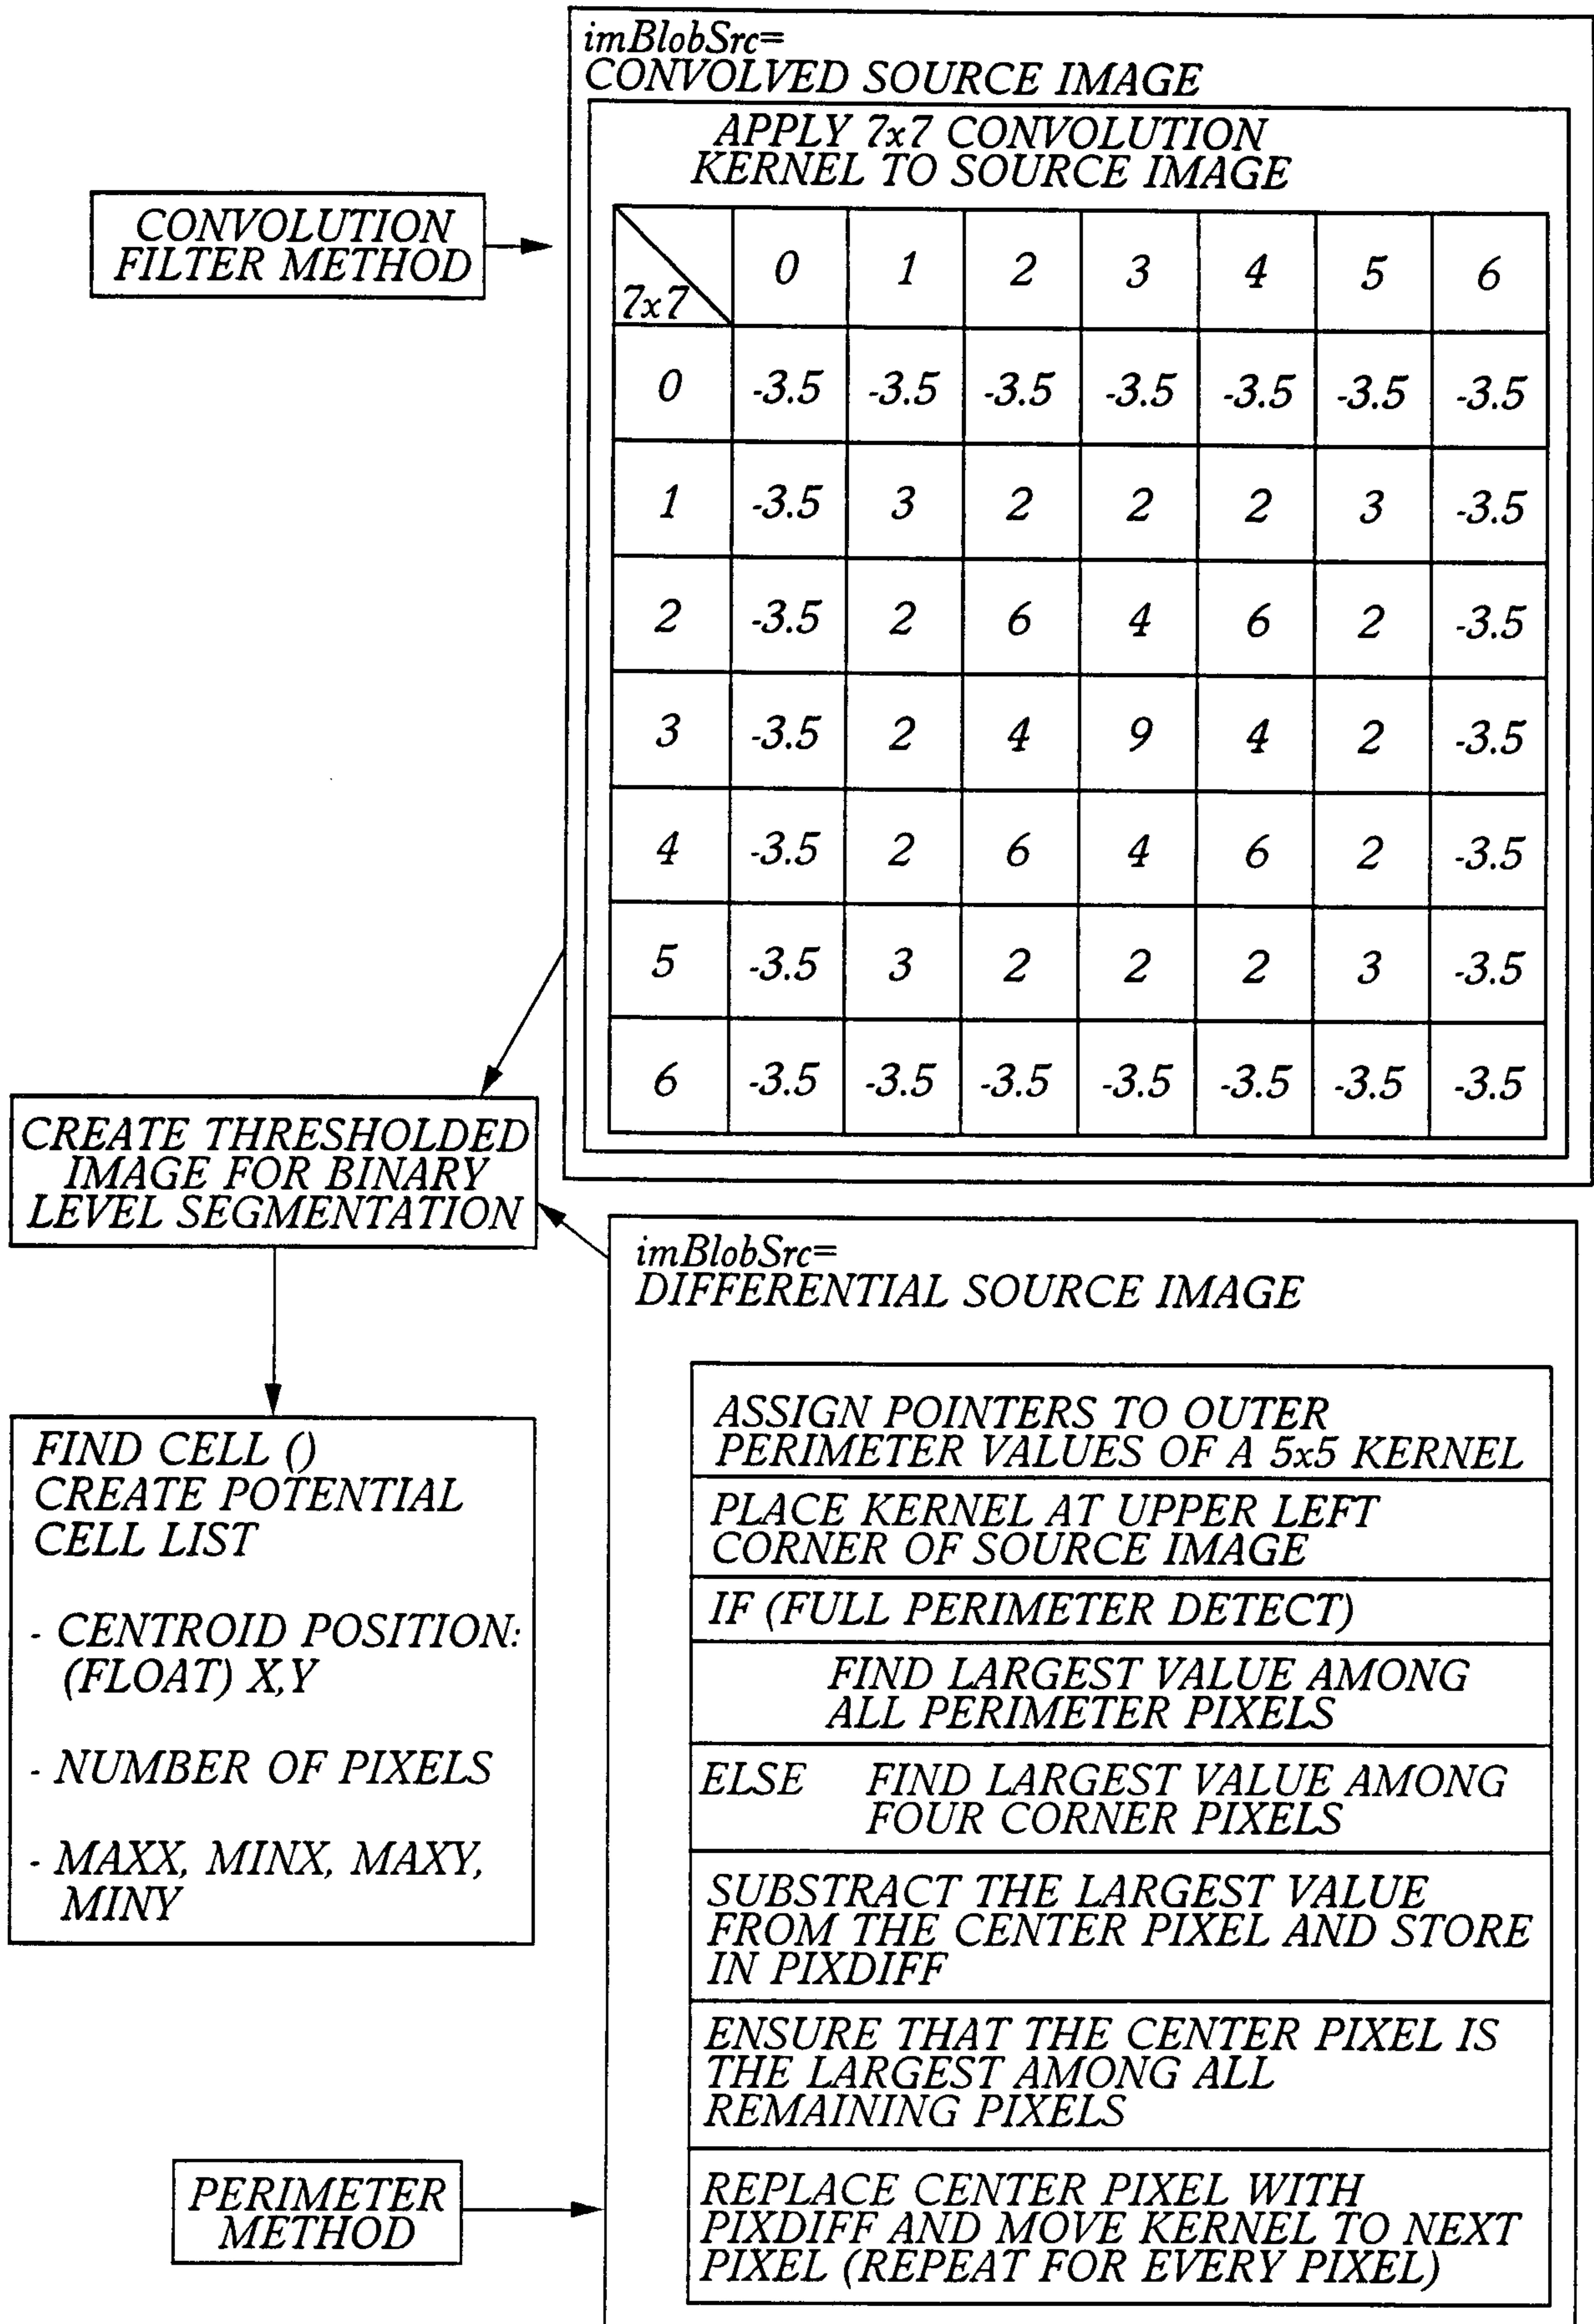 imBlobSrc=
CONVOLVED SOURCE IMAGE
APPLY 7x7 CONVOLUTION
KERNEL TO SOURCE IMAGE
CONVOLUTION
FILTER METHOD
7x7 0 1 2 3 4 5 6
0 -3.5 -3.5 -3.5 -3.5 -3.5 -3.5 -3.5
1 -3.5 3 2 2 2 3 -3.5
2 -3.5 2 6 4 6 2 -3.5
3 -3.5 2 4 9 4 2 -3.5
4 -3.5 2 6 4 6 2 -3.5
5 -3.5 3 2 2 2 3 -3.5
6 -3.5 -3.5 -3.5 -3.5 -3.5 -3.5 -3.5
CREATE THRESHOLDED
IMAGE FOR BINARY
LEVEL SEGMENTATION
FIND CELL ()
CREATE POTENTIAL
CELL LIST
- CENTROID POSITION:
(FLOAT) X,Y
- NUMBER OF PIXELS
- MAXX, MINX, MAXY,
MINY
imBlobSrc=
DIFFERENTIAL SOURCE IMAGE
ASSIGN POINTERS TO OUTER
PERIMETER VALUES OF A 5x5 KERNEL
PLACE KERNEL AT UPPER LEFT
CORNER OF SOURCE IMAGE
IF (FULL PERIMETER DETECT)
FIND LARGEST VALUE AMONG
ALL PERIMETER PIXELS
ELSE FIND LARGEST VALUE AMONG
FOUR CORNER PIXELS
SUBSTRACT THE LARGEST VALUE
FROM THE CENTER PIXEL AND STORE
IN PIXDIFF
ENSURE THAT THE CENTER PIXEL IS
THE LARGEST AMONG ALL
REMAINING PIXELS
REPLACE CENTER PIXEL WITH
PIXDIFF AND MOVE KERNEL TO NEXT
PIXEL (REPEAT FOR EVERY PIXEL)
PERIMETER
METHOD